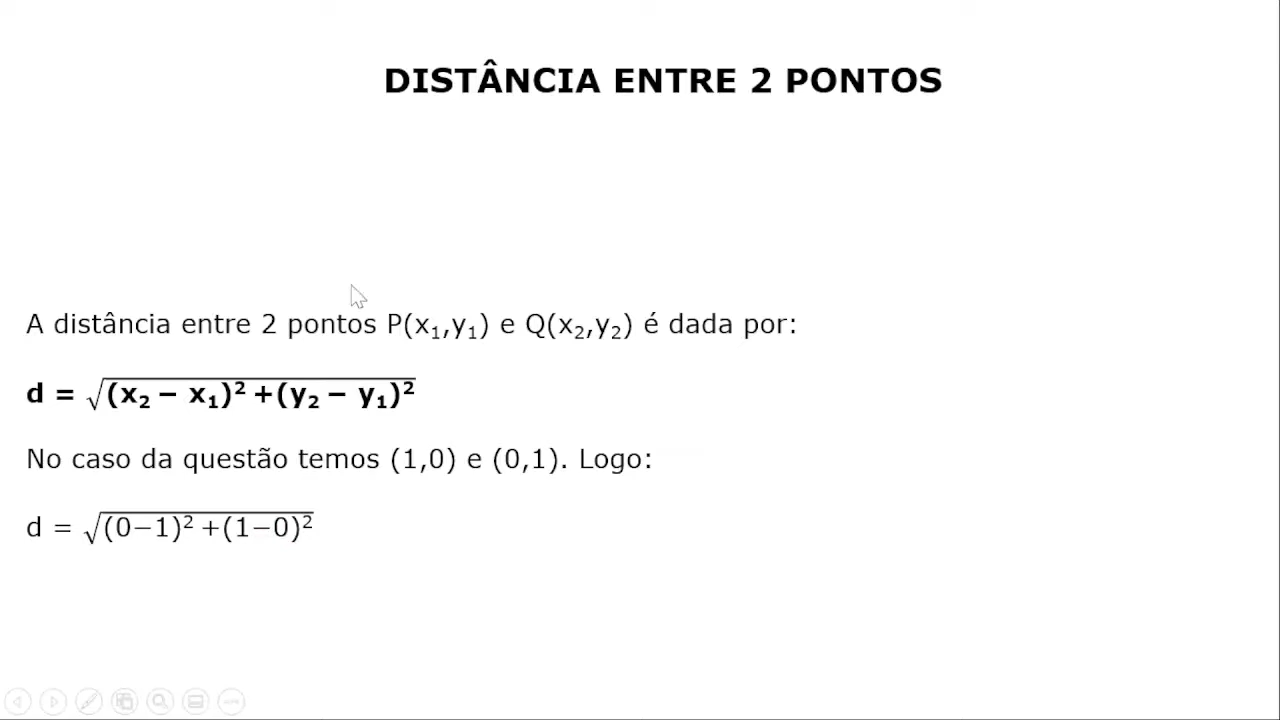 DISTÂNCIA ENTRE 2 PONTOS
A distância entre 2 pontos P(x₁,y₁) e Q(x₂,y₂) é dada por:
d = √(x₂ − x₁)² +(y₂ − y₁)²
No caso da questão temos (1,0) e (0,1). Logo:
d = √(0−1)² +(1−0)²